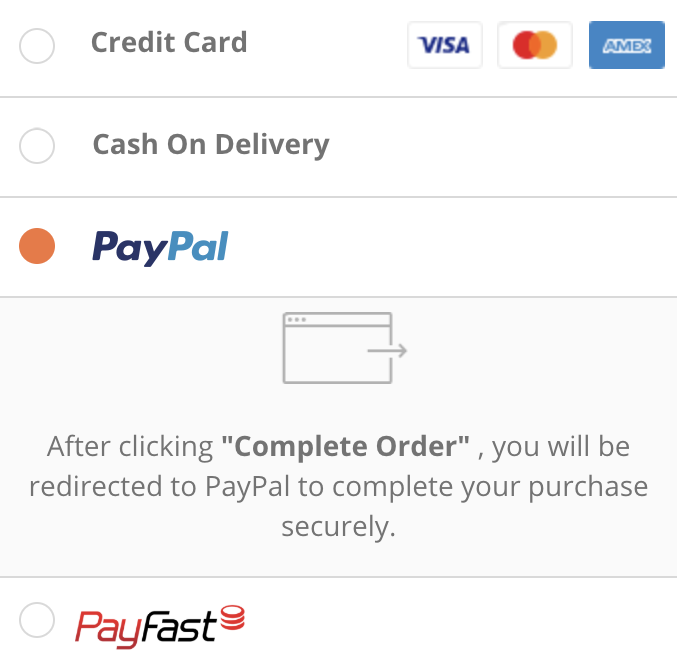 Credit Card VISA AMEX
Cash On Delivery
PayPal
After clicking "Complete Order" , you will be
redirected to PayPal to complete your purchase
securely.
PayFast